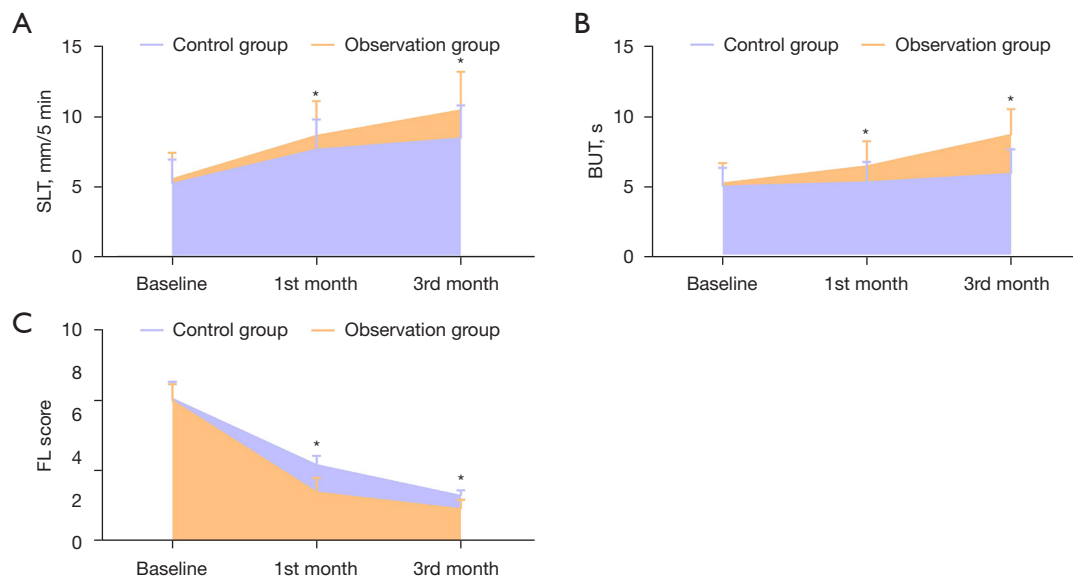 A
15
Control group
Observation group
*
*
10
SLT, mm/5 min
5
0
Baseline
1st month
3rd month
B
15
Control group
Observation group
*
*
10
BUT, s
5
0
Baseline
1st month
3rd month
C
10
Control group
Observation group
8
6
FL score
*
*
4
2
0
Baseline
1st month
3rd month